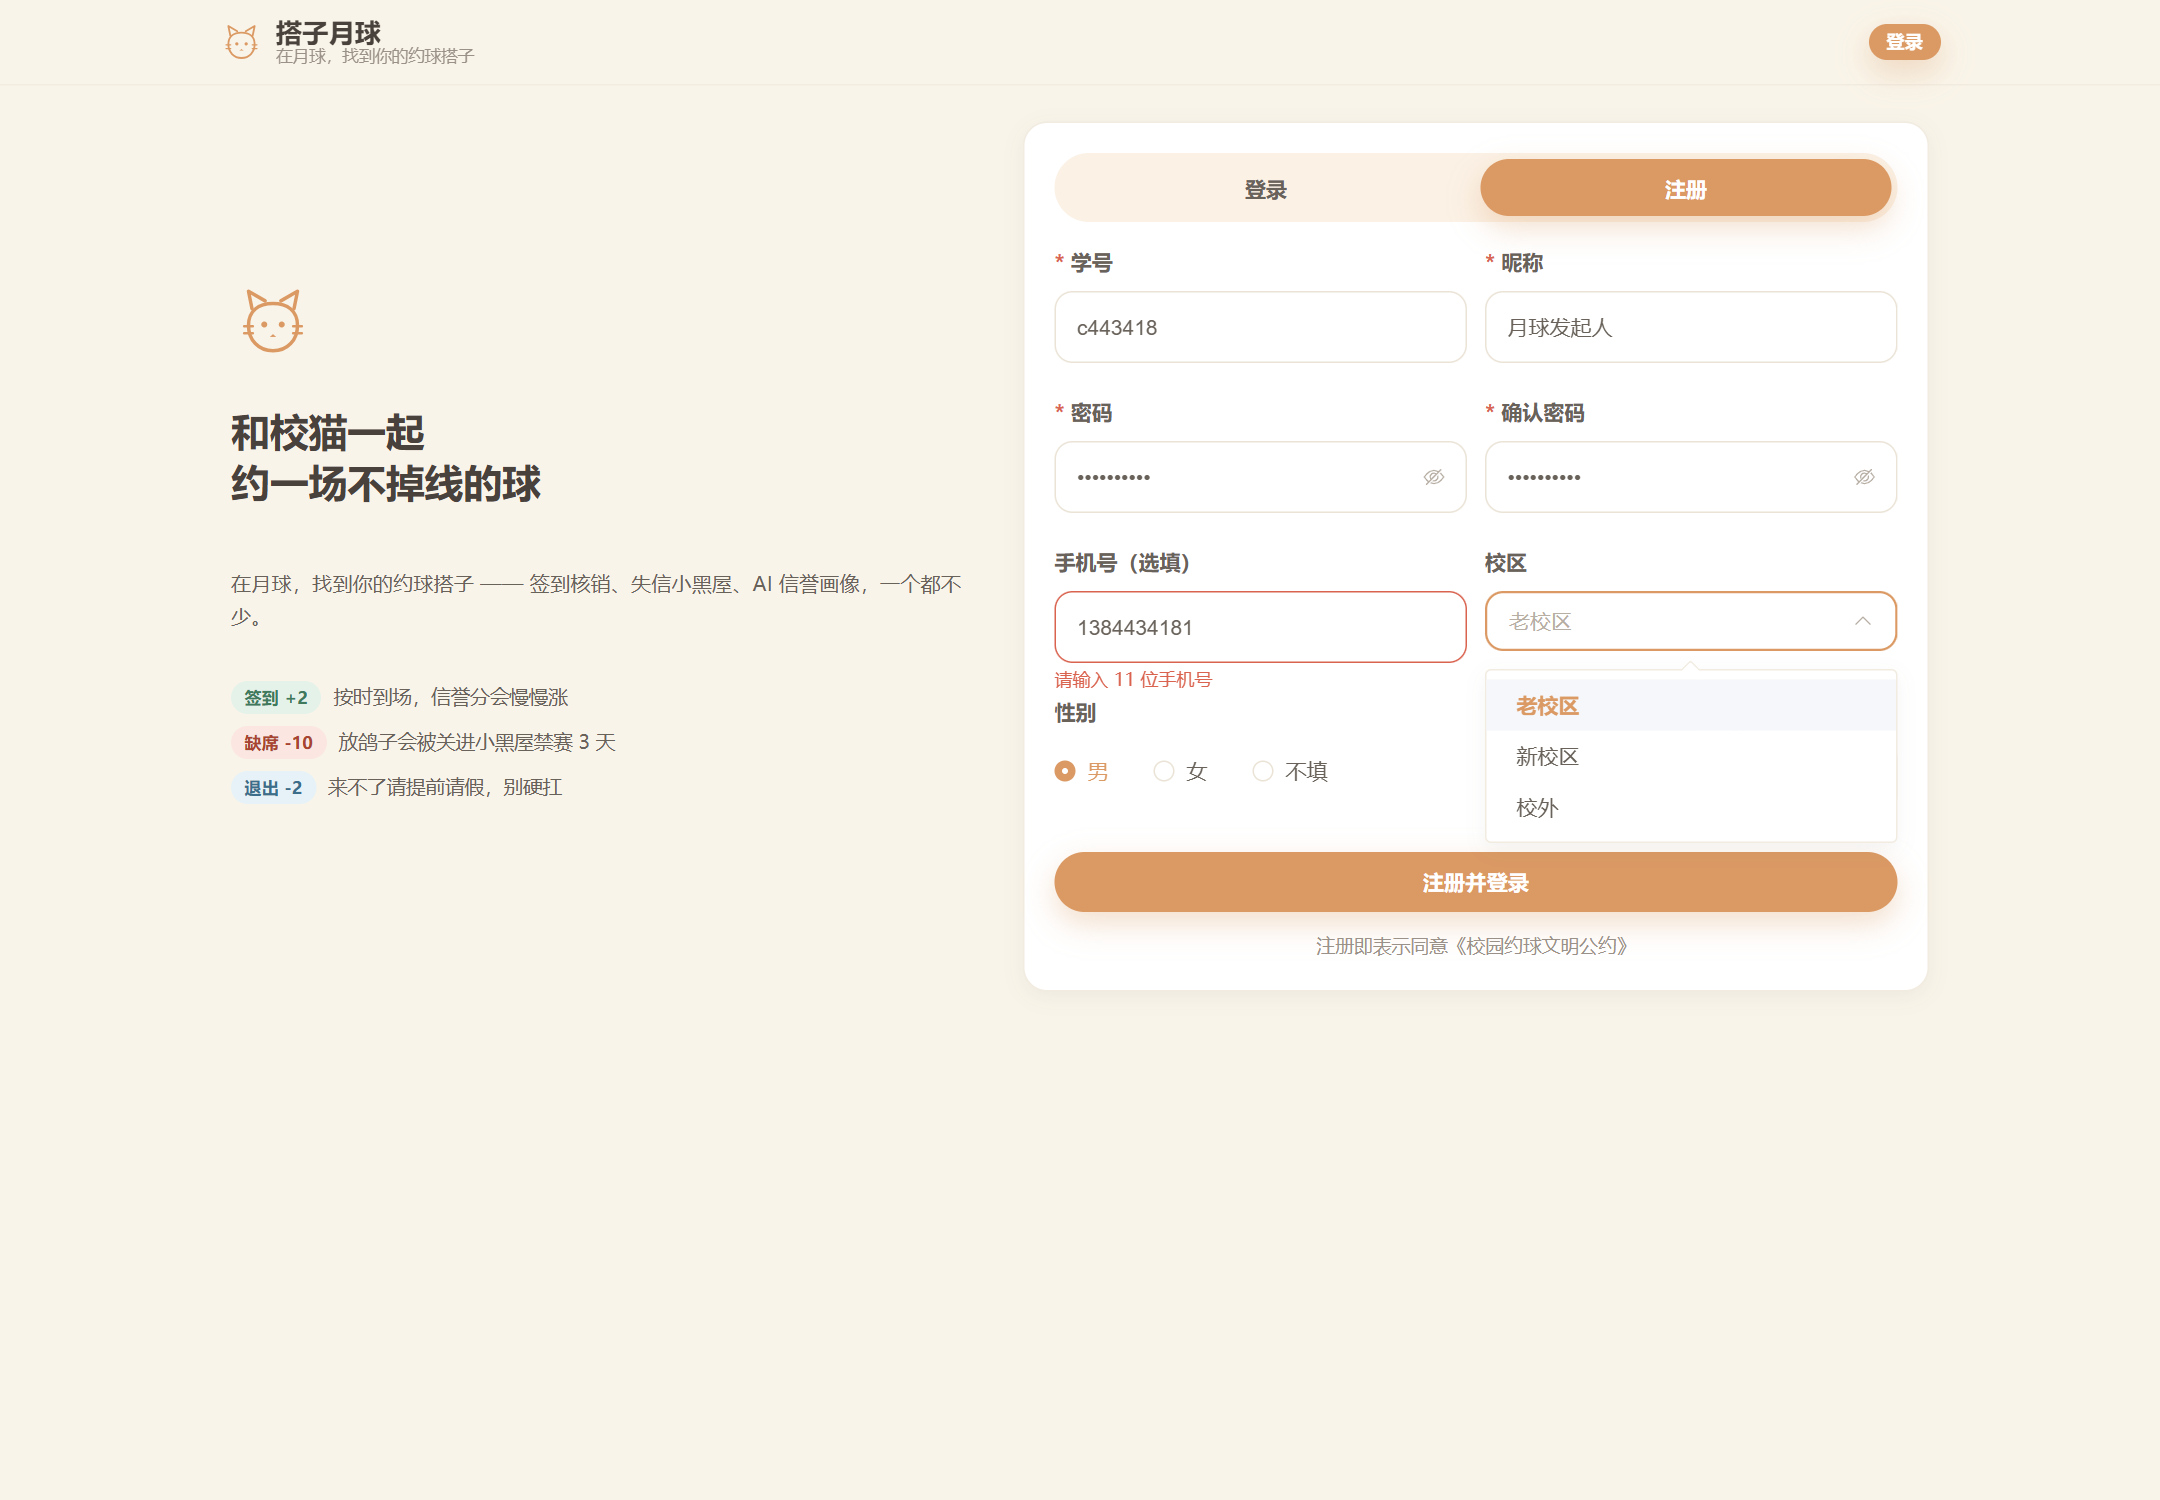 搭子月球
在月球，找到你的约球搭子
登录
和校猫一起
约一场不掉线的球
在月球，找到你的约球搭子 —— 签到核销、失信小黑屋、AI 信誉画像，一个都不
少。
签到 +2 按时到场，信誉分会慢慢涨
缺席 -10 放鸽子会被关进小黑屋禁赛 3 天
退出 -2 来不了请提前请假，别硬扛
登录 注册
* 学号 * 昵称
c443418 月球发起人
* 密码 * 确认密码
•••••••••• ••••••••••
手机号（选填） 校区
1384434181 老校区
请输入 11 位手机号
性别
男 女 不填
老校区
新校区
校外
注册并登录
注册即表示同意《校园约球文明公约》